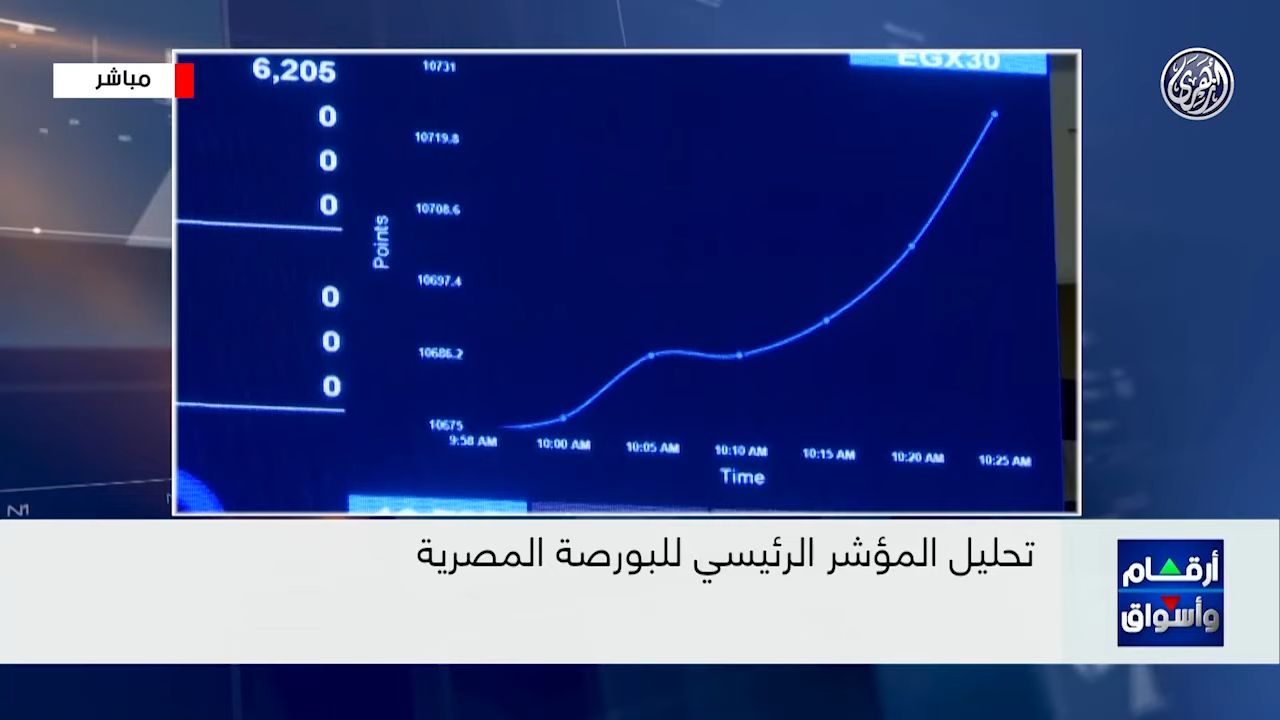 مباشر
المصري
6,205
0
0
0
0
0
0
EGX30
10731
10719.8
10708.6
10697.4
10686.2
10675
Points
9:58 AM
10:00 AM
10:05 AM
10:10 AM
10:15 AM
10:20 AM
10:25 AM
Time
تحليل المؤشر الرئيسي للبورصة المصرية
أرقام
وأسواق